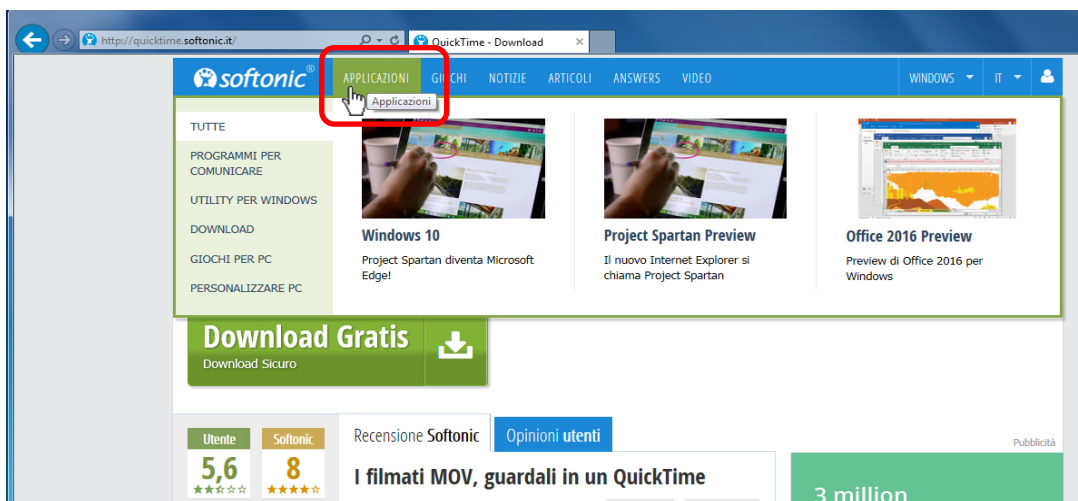 http://quicktime.softonic.it/
QuickTime - Download
softonic®
APPLICAZIONI
GIOCHI
NOTIZIE
ARTICOLI
ANSWERS
VIDEO
WINDOWS
IT
Applicazioni
TUTTE
PROGRAMMI PER
COMUNICARE
UTILITY PER WINDOWS
DOWNLOAD
GIOCHI PER PC
PERSONALIZZARE PC
Windows 10
Project Spartan diventa Microsoft
Edge!
Project Spartan Preview
Il nuovo Internet Explorer si
chiama Project Spartan
Office 2016 Preview
Preview di Office 2016 per
Windows
Download Gratis
Download Sicuro
Utente
5,6
Softonic
8
Recensione Softonic
Opinioni utenti
I filmati MOV, guardali in un QuickTime
Pubblicità
3 million